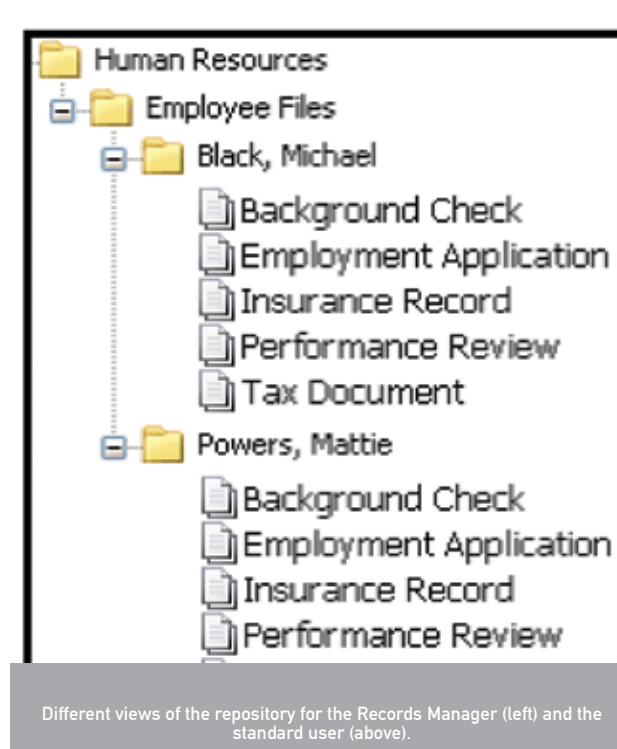 Human Resources
Employee Files
Black, Michael
Background Check
Employment Application
Insurance Record
Performance Review
Tax Document
Powers, Mattie
Background Check
Employment Application
Insurance Record
Performance Review
Different views of the repository for the Records Manager (left) and the
standard user (above).